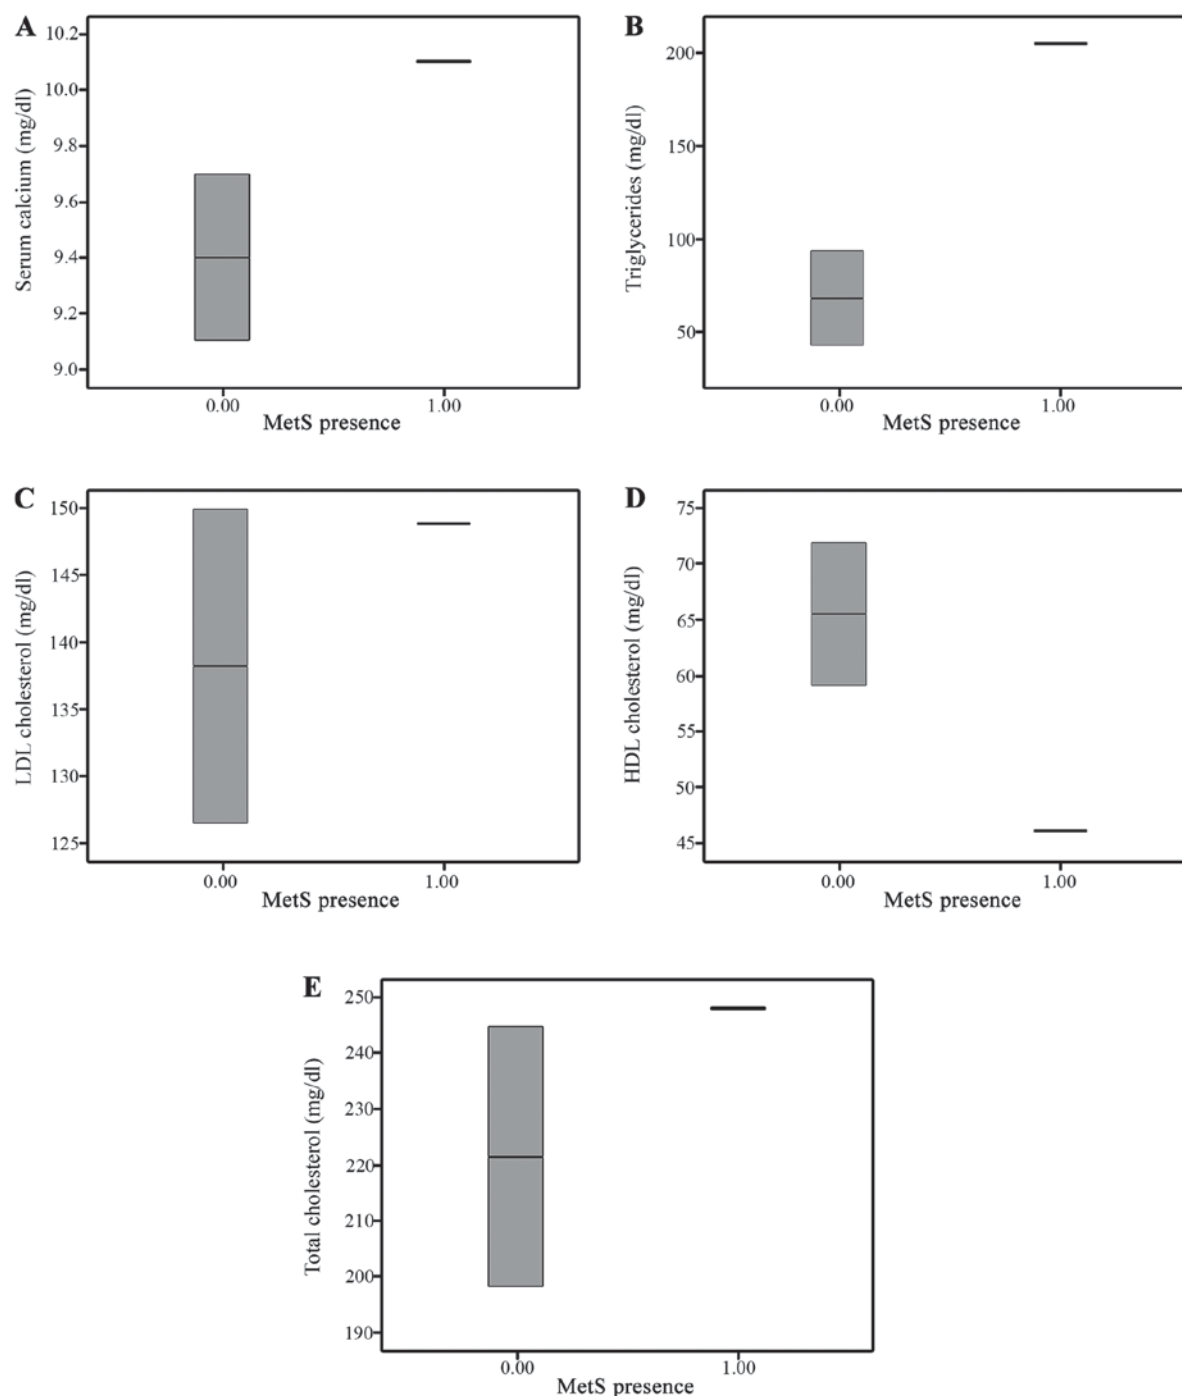 A
Serum calcium (mg/dl)
10.2
10.0
9.8
9.6
9.4
9.2
9.0
0.00 1.00
MetS presence
B
Triglycerides (mg/dl)
200
150
100
50
0.00 1.00
MetS presence
C
LDL cholesterol (mg/dl)
150
145
140
135
130
125
0.00 1.00
MetS presence
D
HDL cholesterol (mg/dl)
75
70
65
60
55
50
45
0.00 1.00
MetS presence
E
Total cholesterol (mg/dl)
250
240
230
220
210
200
190
0.00 1.00
MetS presence